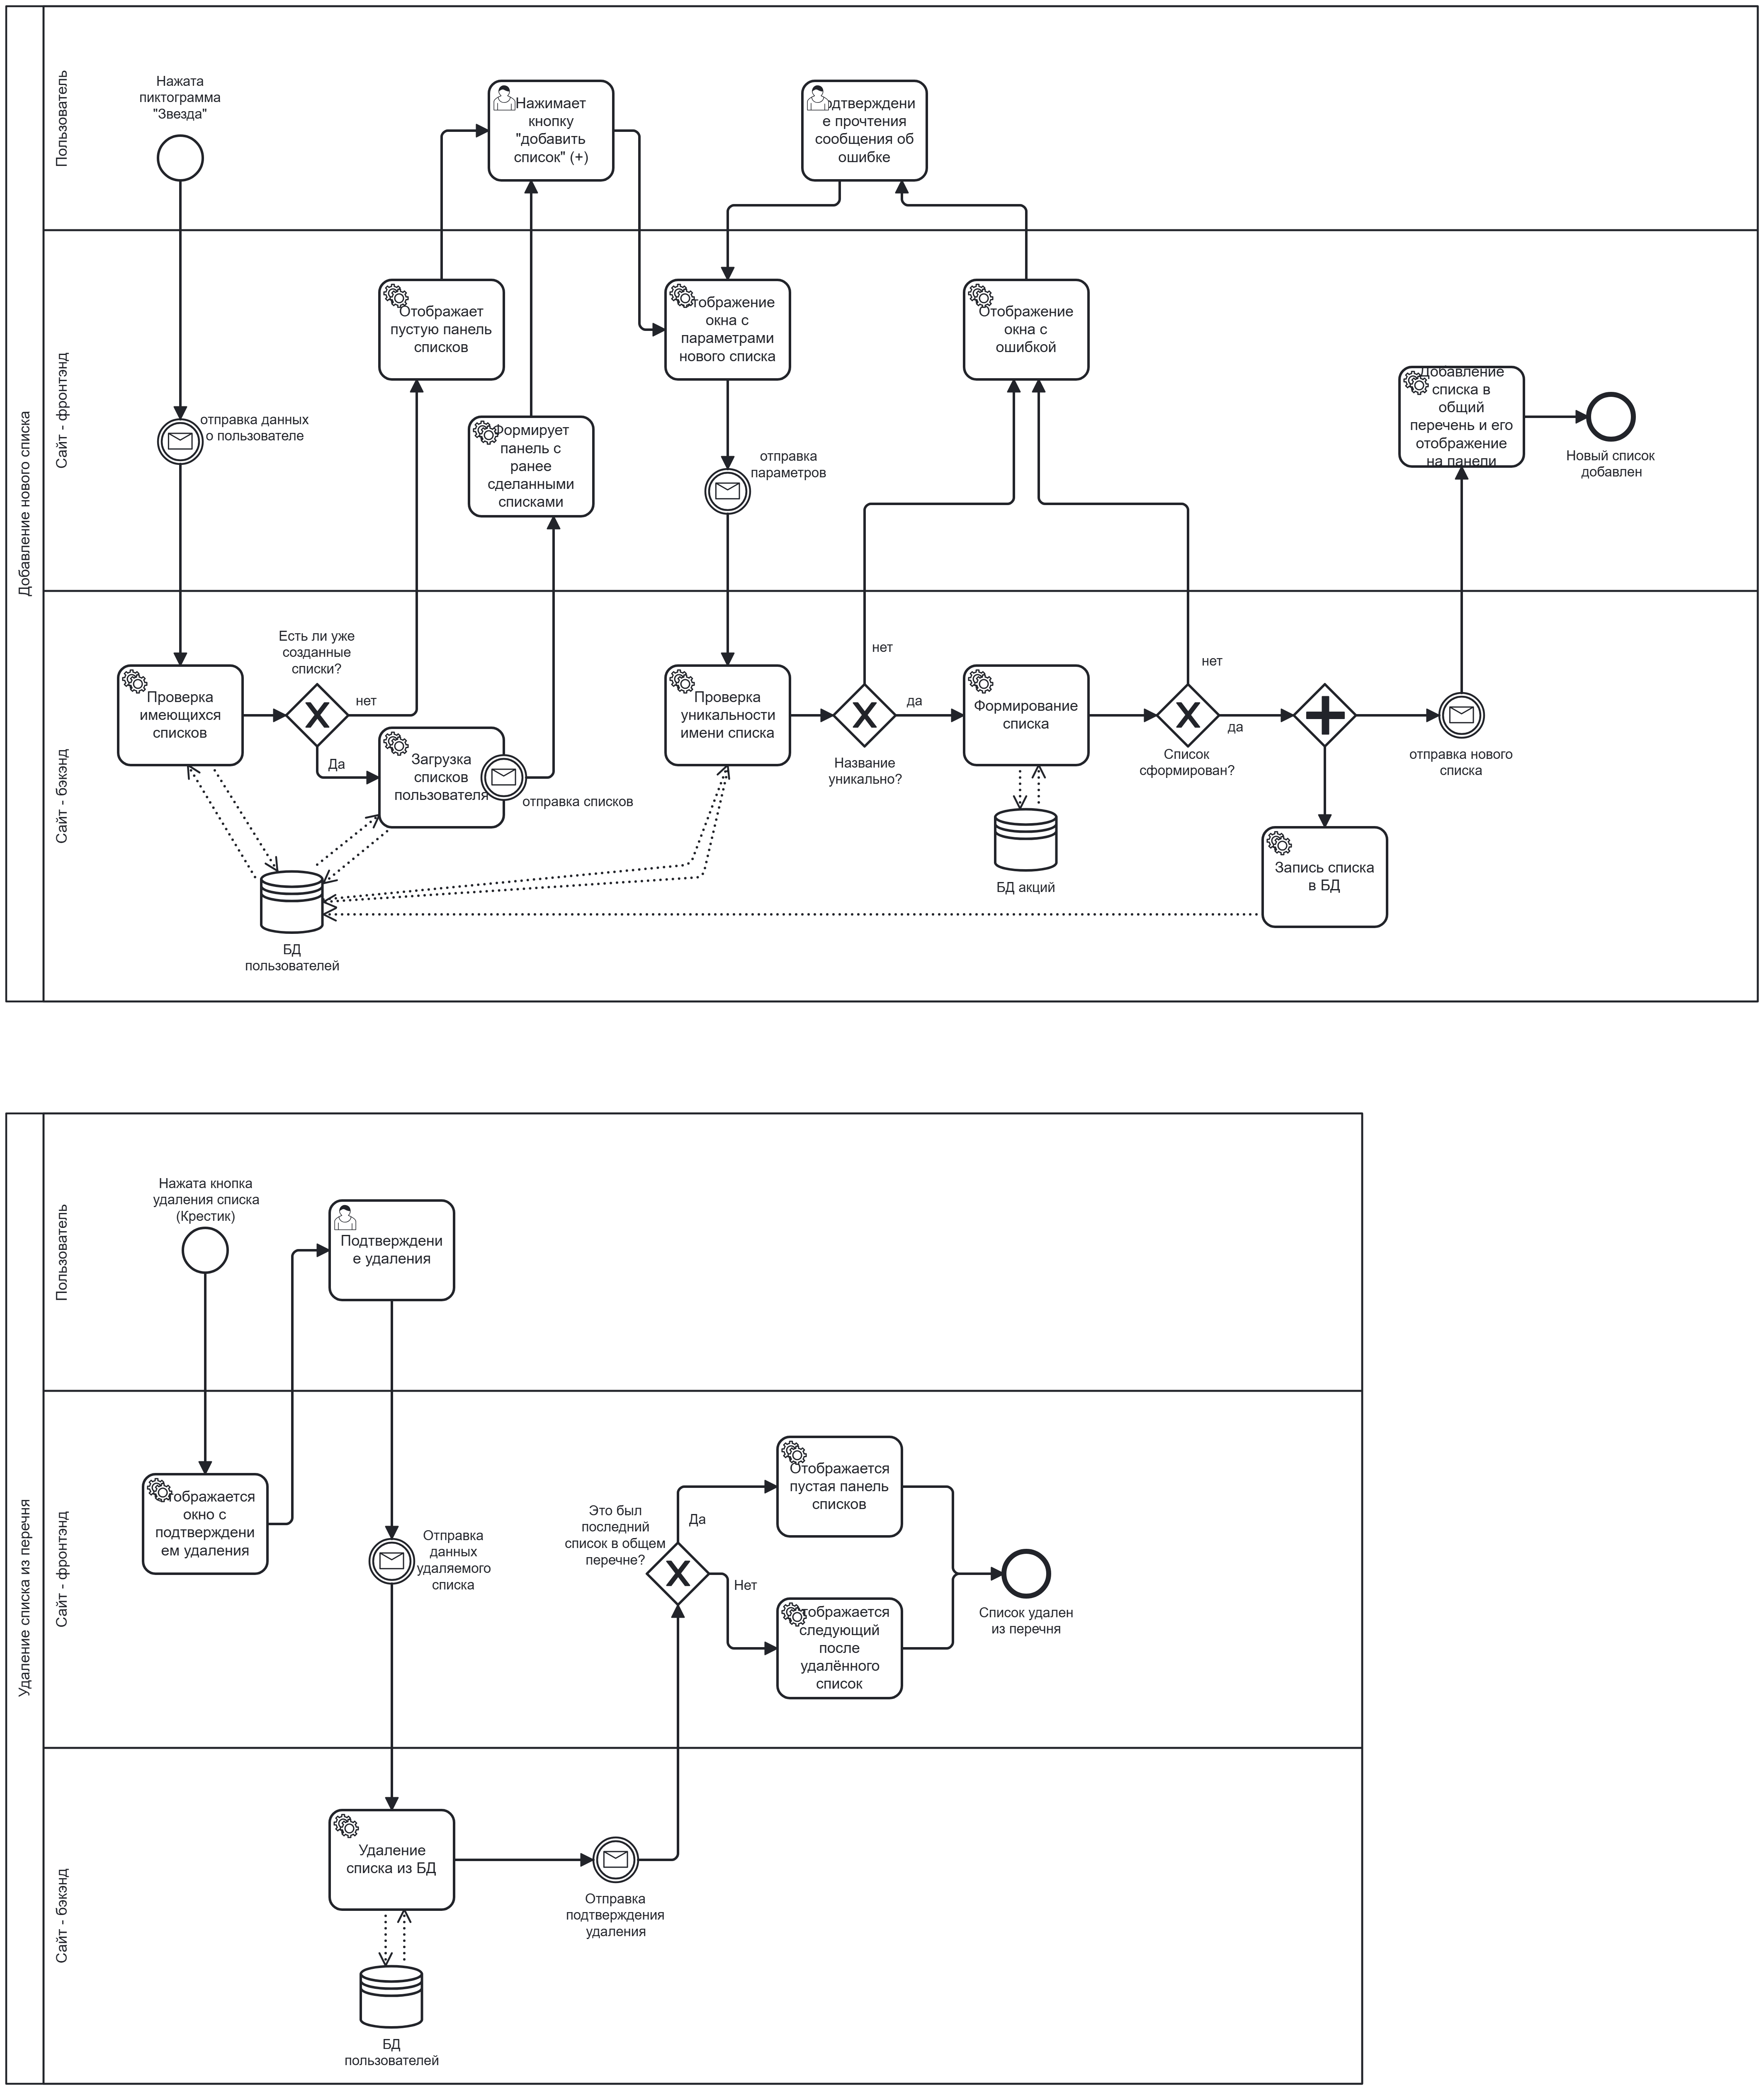 Добавление нового списка
Пользователь
Нажата
пиктограмма
"Звезда"
Нажимает
кнопку
"добавить
список" (+)
одтверждени
е прочтения
сообщения об
ошибке
Сайт - фронтэнд
отправка данных
о пользователе
Отображает
пустую панель
списков
Формирует
панель с
ранее
сделанными
списками
тображение
окна с
параметрами
нового списка
отправка
параметров
Отображение
окна с
ошибкой
Добавление
списка в
общий
перечень и его
отображение
на панели
Новый список
добавлен
Сайт - бэкэнд
Проверка
имеющихся
списков
Есть ли уже
созданные
списки?
нет
Да
Загрузка
списков
пользователя
отправка списков
Проверка
уникальности
имени списка
нет
да
Название
уникально?
Формирование
списка
нет
да
Список
сформирован?
отправка нового
списка
Запись списка
в БД
БД акций
БД
пользователей
Удаление списка из перечня
Пользователь
Нажата кнопка
удаления списка
(Крестик)
Подтверждени
е удаления
Сайт - фронтэнд
тображается
окно с
подтверждени
ем удаления
Отправка
данных
удаляемого
списка
Это был
последний
список в общем
перечне?
Да
Нет
Отображается
пустая панель
списков
тображается
следующий
после
удалённого
список
Список удален
из перечня
Сайт - бэкэнд
Удаление
списка из БД
Отправка
подтверждения
удаления
БД
пользователей